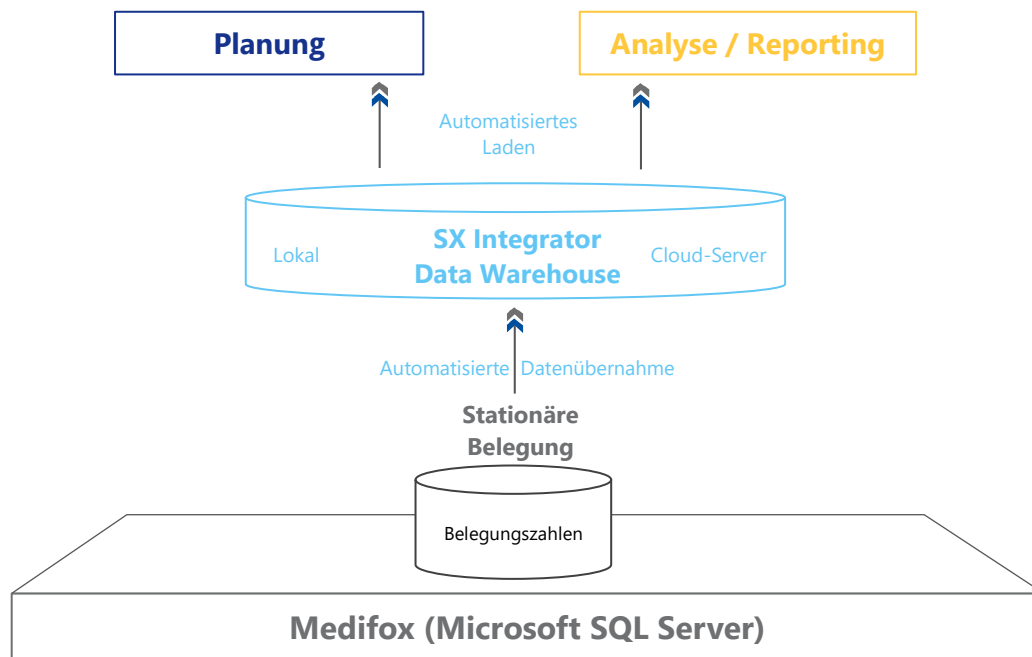 Planung
Analyse / Reporting
Automatisiertes
Laden
SX Integrator
Data Warehouse
Lokal
Cloud-Server
Automatisierte Datenübernahme
Stationäre
Belegung
Belegungszahlen
Medifox (Microsoft SQL Server)